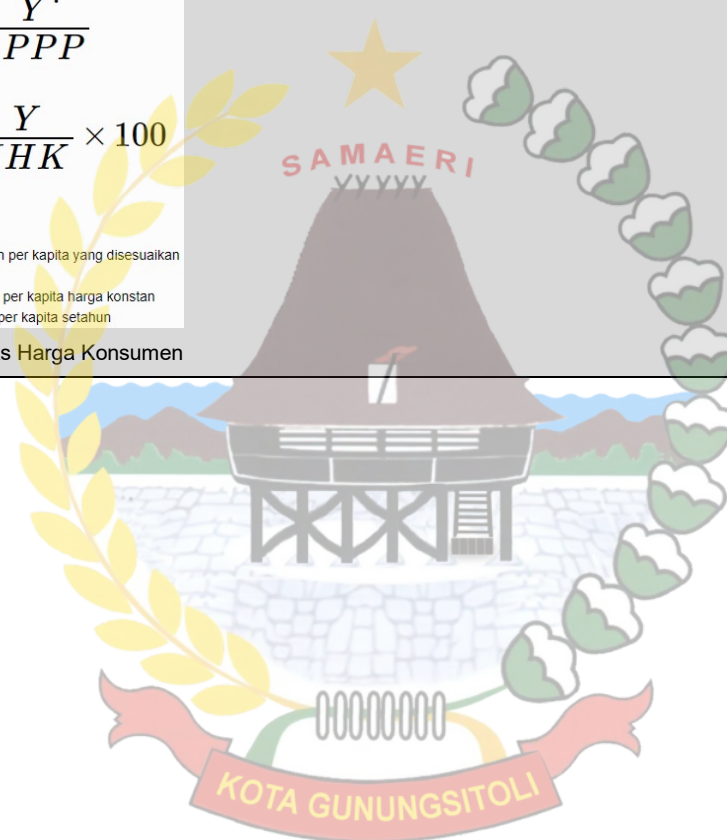 Y
PPP
SAMAERI
Y
HK × 100
per kapita yang disesuaikan
per kapita harga konstan
per kapita setahun
s Harga Konsumen
KOTA GUNUNGSITOLI